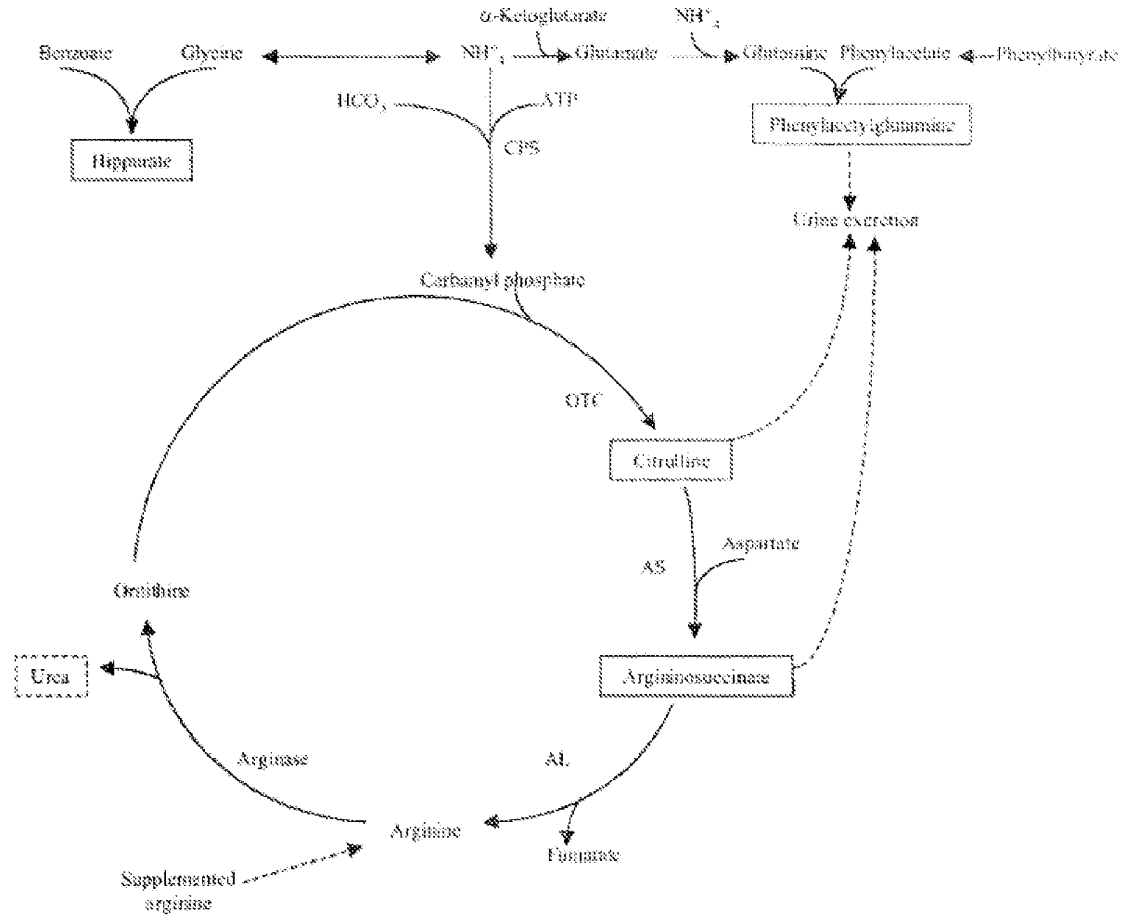 α-Ketoglutarate
NH⁺₄
Benzoate
Glycine
NH⁺₄
Glutamate
Glutamine
Phenylacetate
Phenylbutyrate
HCO₃
ATP
Phenylacetylglutamine
CPS
Hippurate
Urine excretion
Carbamyl phosphate
OTC
Citrulline
Aspartate
AS
Ornithine
Urea
Argininosuccinate
Arginase
AL
Arginine
Fumarate
Supplemented
arginine